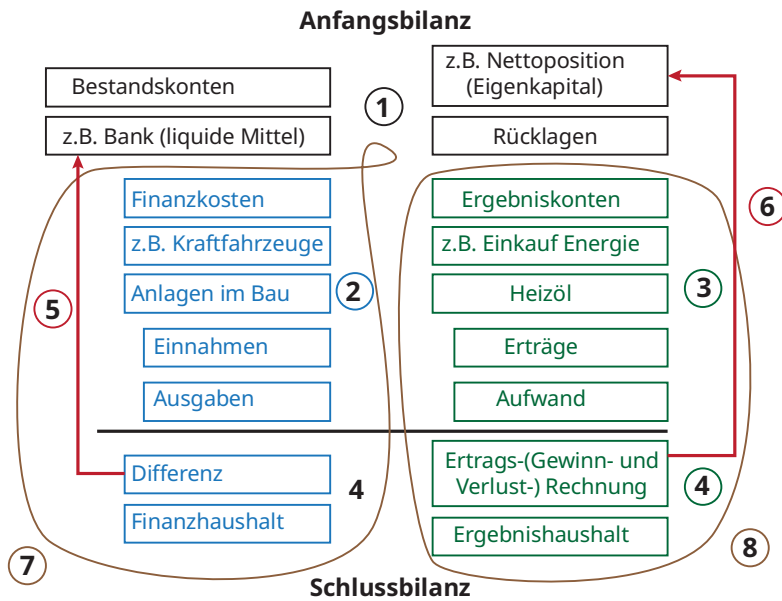 Anfangsbilanz
Bestandskonten
z.B. Bank (liquide Mittel)
1
z.B. Nettoposition
(Eigenkapital)
Rücklagen
Finanzkosten
z.B. Kraftfahrzeuge
Anlagen im Bau
2
Einnahmen
Ausgaben
5
Ergebniskonten
z.B. Einkauf Energie
Heizöl
3
Erträge
Aufwand
6
Differenz
4
Finanzhaushalt
Ertrags-(Gewinn- und
Verlust-) Rechnung
4
Ergebnishaushalt
7
8
Schlussbilanz